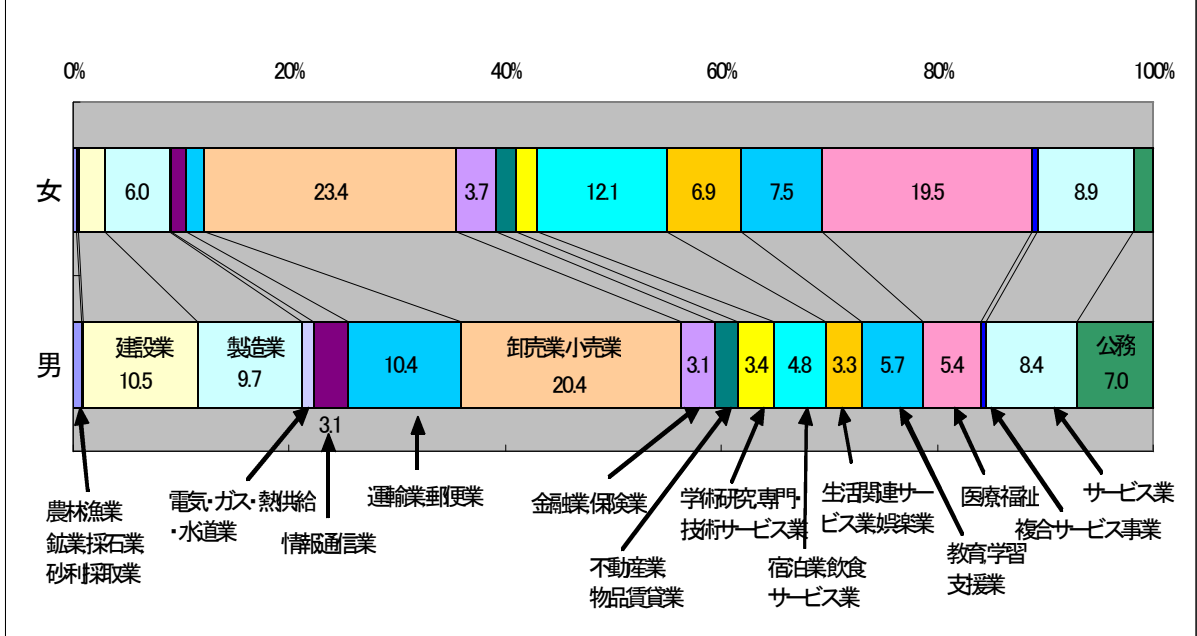 0% 20% 40% 60% 80% 100%
女 6.0 23.4 3.7 12.1 6.9 7.5 19.5 8.9
男 建設業 製造業 卸売業,小売業 公務
10.5 9.7 10.4 20.4 3.1 3.4 4.8 3.3 5.7 5.4 8.4 7.0
3.1
農林漁業
鉱業,採石業,
砂利採取業
電気・ガス・熱供給
・水道業
情報通信業
運輸業,郵便業
金融業,保険業
不動産業
物品賃貸業
学術研究,専門・
技術サービス業
宿泊業,飲食
サービス業
生活関連サー
ビス業,娯楽業
教育,学習
支援業
医療,福祉
複合サービス事業
サービス業